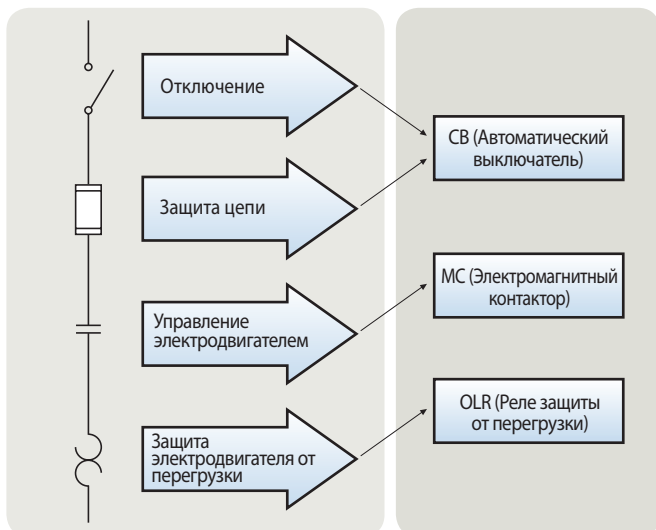 Отключение
Защита цепи
Управление
электродвигателем
Защита
электродвигателя от
перегрузки
CB (Автоматический
выключатель)
MC (Электромагнитный
контактор)
OLR (Реле защиты
от перегрузки)